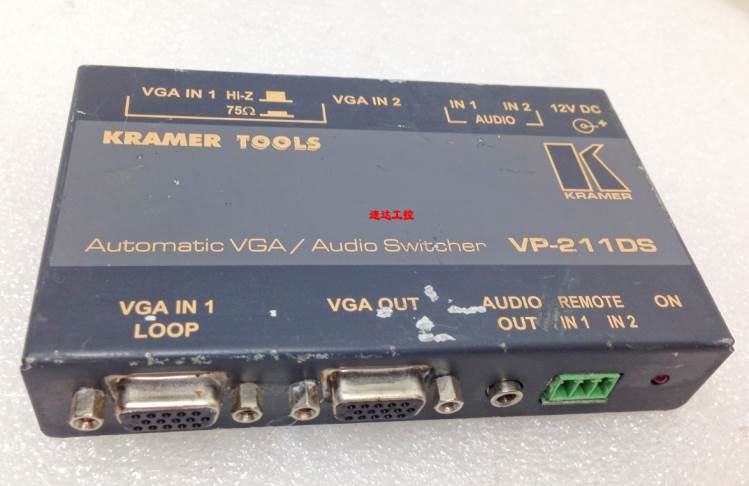 VGA IN 1 Hi-Z
75Ω
VGA IN 2
IN 1 IN 2
AUDIO
12V DC
KRAMER TOOLS
K
KRAMER
速达工控
Automatic VGA / Audio Switcher VP-211DS
VGA IN 1
LOOP
VGA OUT
AUDIO
OUT
REMOTE
IN 1 IN 2
ON